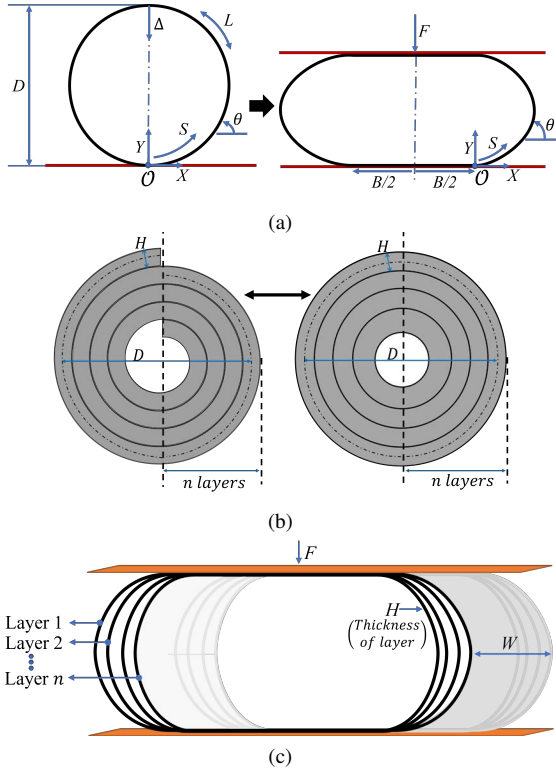 Δ
L
F
D
θ
θ
Y
S
Y
S
O
X
B/2
B/2
O
X
(a)
H
H
D
D
n layers
n layers
(b)
F
Layer 1
H
Layer 2
(Thickness
of layer)
W
Layer n
(c)